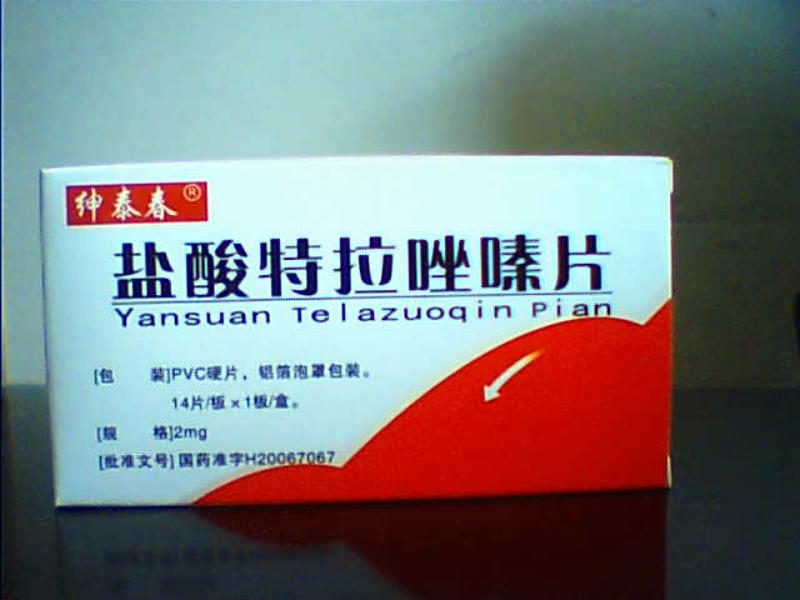 绅泰春®
盐酸特拉唑嗪片
Yansuan Telazuoqin Pian
[包 装]PVC硬片，铝箔泡罩包装。
14片/板×1板/盒。
[规 格]2mg
[批准文号]国药准字H20067067